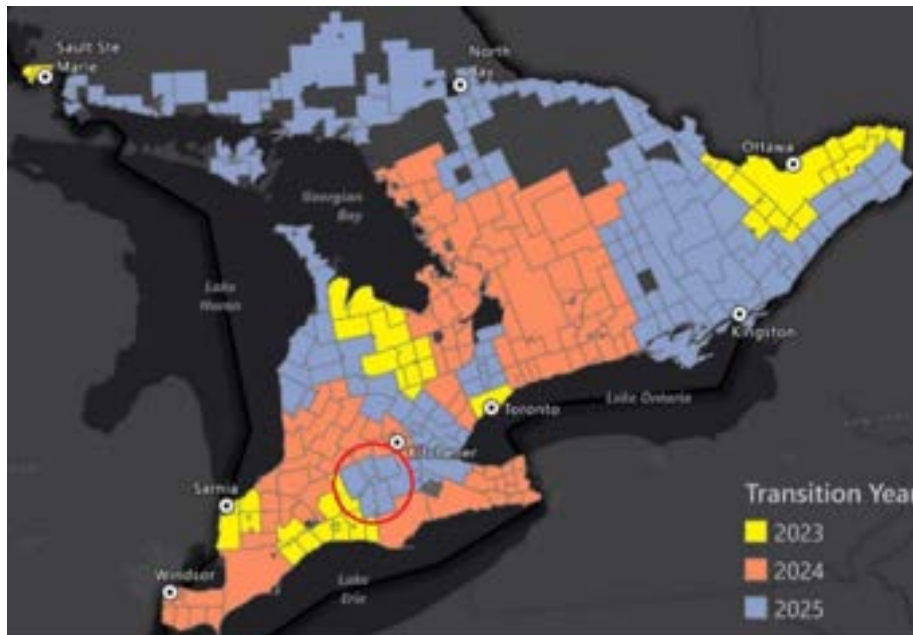 Sault Ste
Marie
North
Bay
Ottawa
Georgian
Bay
Lake
Huron
Kingston
Toronto
Lake Ontario
Kitchener
Sarnia
Windsor
Lake
Erie
Transition Year
2023
2024
2025